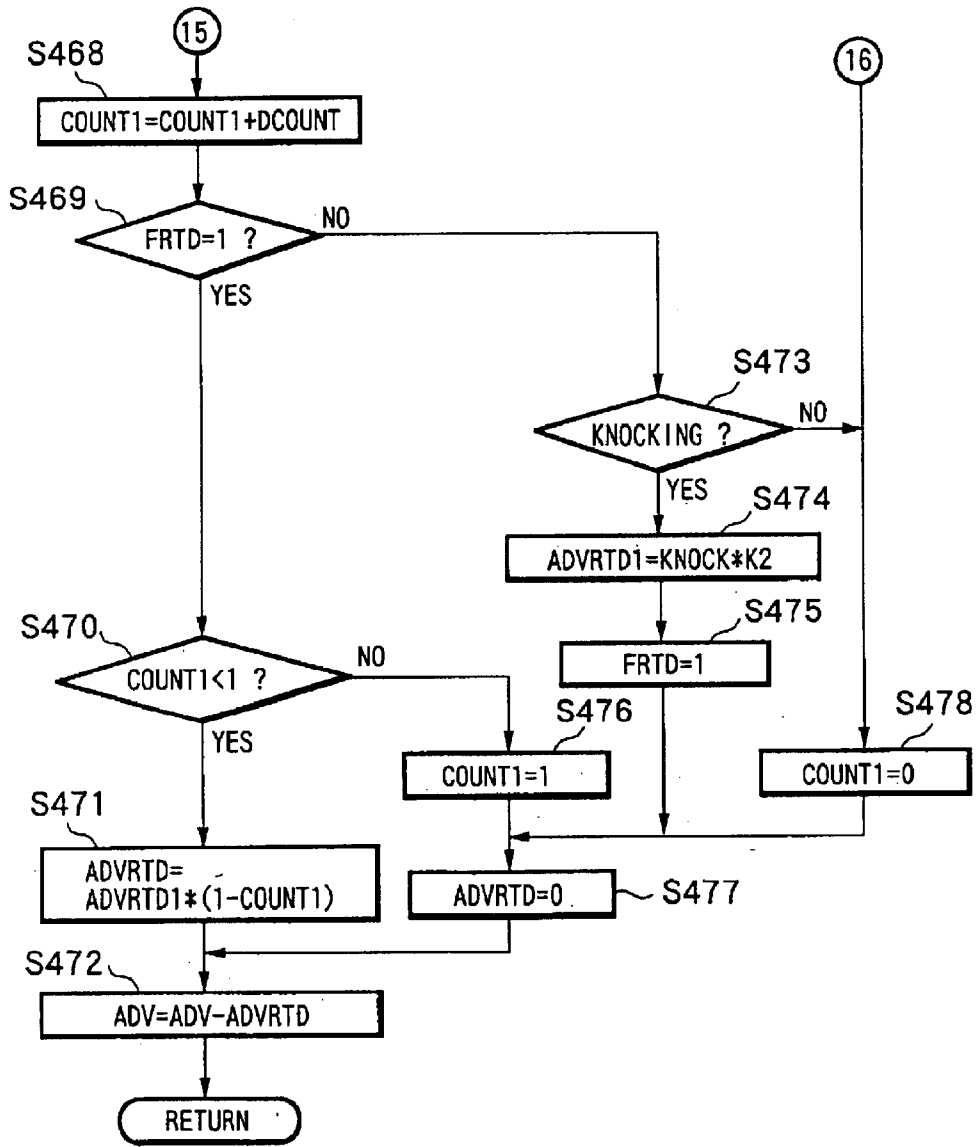 15
16
S468
COUNT1=COUNT1+DCOUNT
S469
FRTD=1 ?
NO
YES
S473
KNOCKING ?
NO
YES
S474
ADVRTD1=KNOCK*K2
S475
FRTD=1
S470
COUNT1<1 ?
NO
YES
S476
COUNT1=1
S478
COUNT1=0
S471
ADVRTD=
ADVRTD1*(1-COUNT1)
ADVRTD=0
S477
S472
ADV=ADV-ADVRTD
RETURN